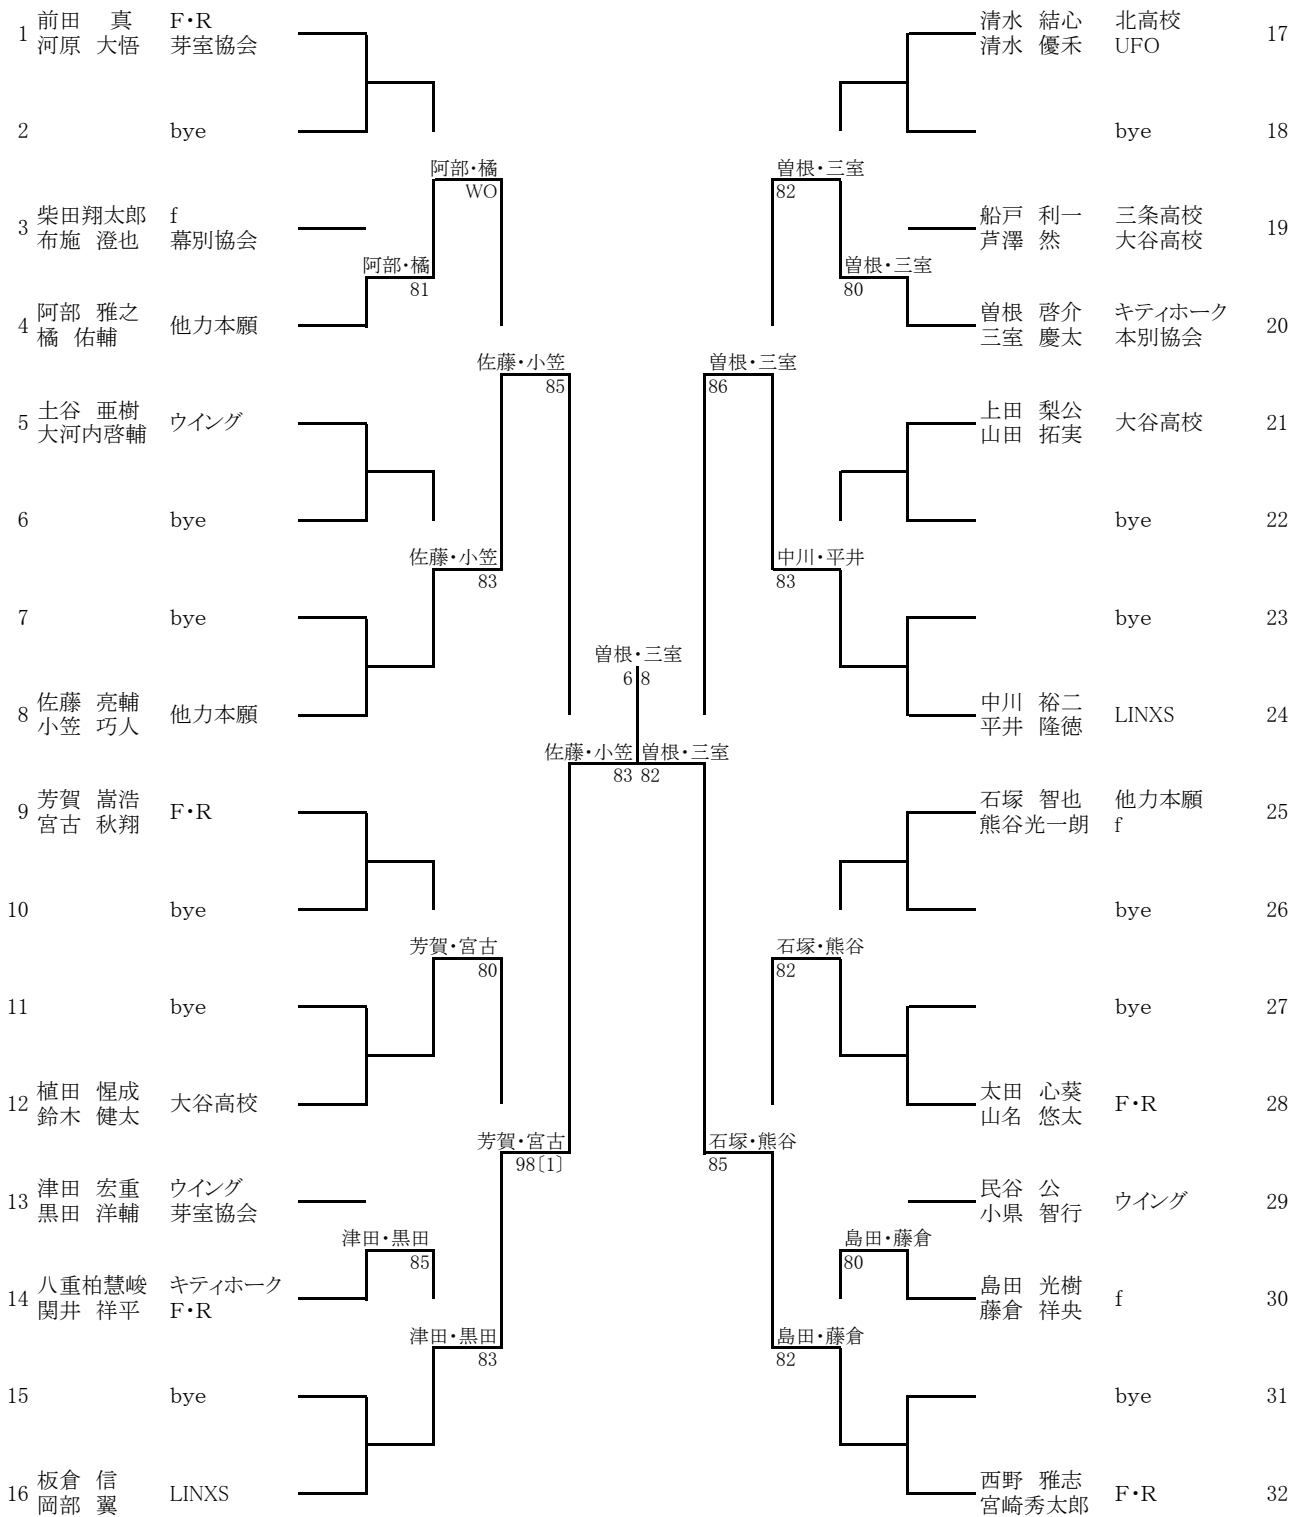 1 前田 真 F・R
河原 大悟 芽室協会
2 bye
3 柴田翔太郎 f
布施 澄也 幕別協会
4 阿部 雅之 他力本願
橘 佑輔
5 土谷 亜樹 ウイング
大河内啓輔
6 bye
7 bye
8 佐藤 亮輔 他力本願
小笠 巧人
9 芳賀 嵩浩 F・R
宮古 秋翔
10 bye
11 bye
12 植田 惺成 大谷高校
鈴木 健太
13 津田 宏重 ウイング
黒田 洋輔 芽室協会
14 八重柏慧峻 キティホーク
関井 祥平 F・R
15 bye
16 板倉 信 LINXS
岡部 翼
阿部・橘
81
津田・黒田
85
阿部・橘
WO
佐藤・小笠
83
芳賀・宮古
80
津田・黒田
83
佐藤・小笠
85
芳賀・宮古
98〔1〕
佐藤・小笠
83
曽根・三室
6 8
曽根・三室
82
曽根・三室
86
石塚・熊谷
85
曽根・三室
82
中川・平井
83
石塚・熊谷
82
島田・藤倉
82
曽根・三室
80
島田・藤倉
80
清水 結心 北高校 17
清水 優禾 UFO
bye 18
船戸 利一 三条高校 19
芦澤 然 大谷高校
曽根 啓介 キティホーク 20
三室 慶太 本別協会
上田 梨公 大谷高校 21
山田 拓実
bye 22
bye 23
中川 裕二 LINXS 24
平井 隆徳
石塚 智也 他力本願 25
熊谷光一朗 f
bye 26
bye 27
太田 心葵 F・R 28
山名 悠太
民谷 公 ウイング 29
小県 智行
島田 光樹 f 30
藤倉 祥央
bye 31
西野 雅志 F・R 32
宮崎秀太郎